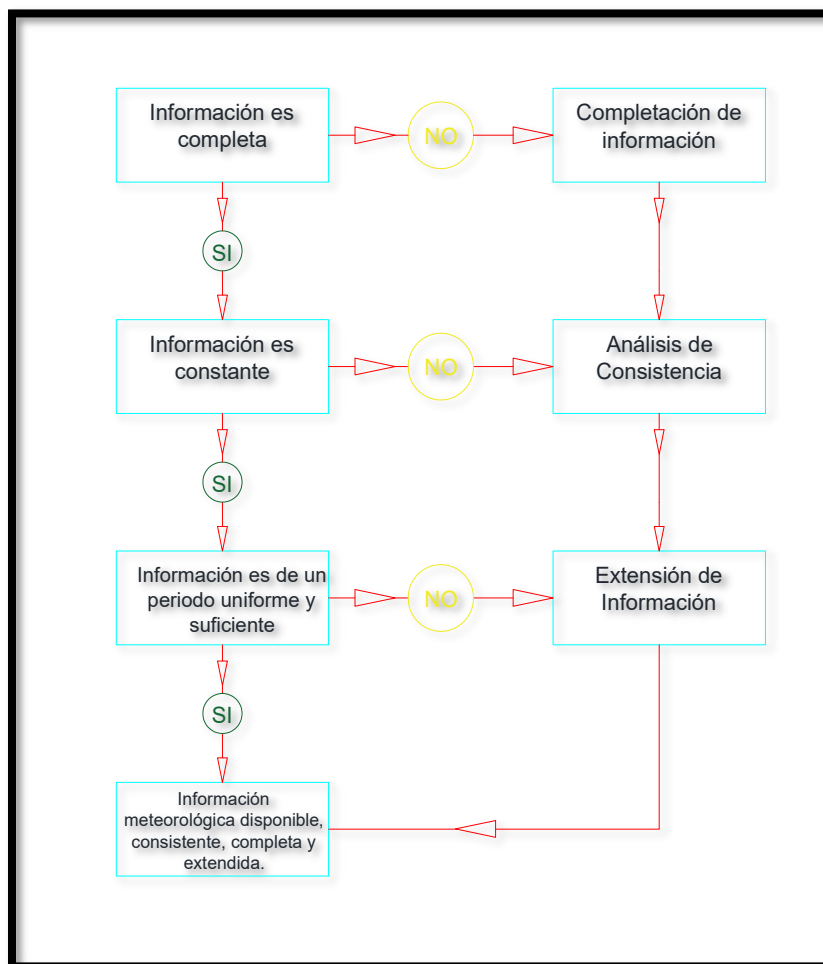 Información es
completa
NO
Completación de
información
SI
Información es
constante
NO
Análisis de
Consistencia
SI
Información es de un
periodo uniforme y
suficiente
NO
Extensión de
Información
SI
Información
meteorológica disponible,
consistente, completa y
extendida.